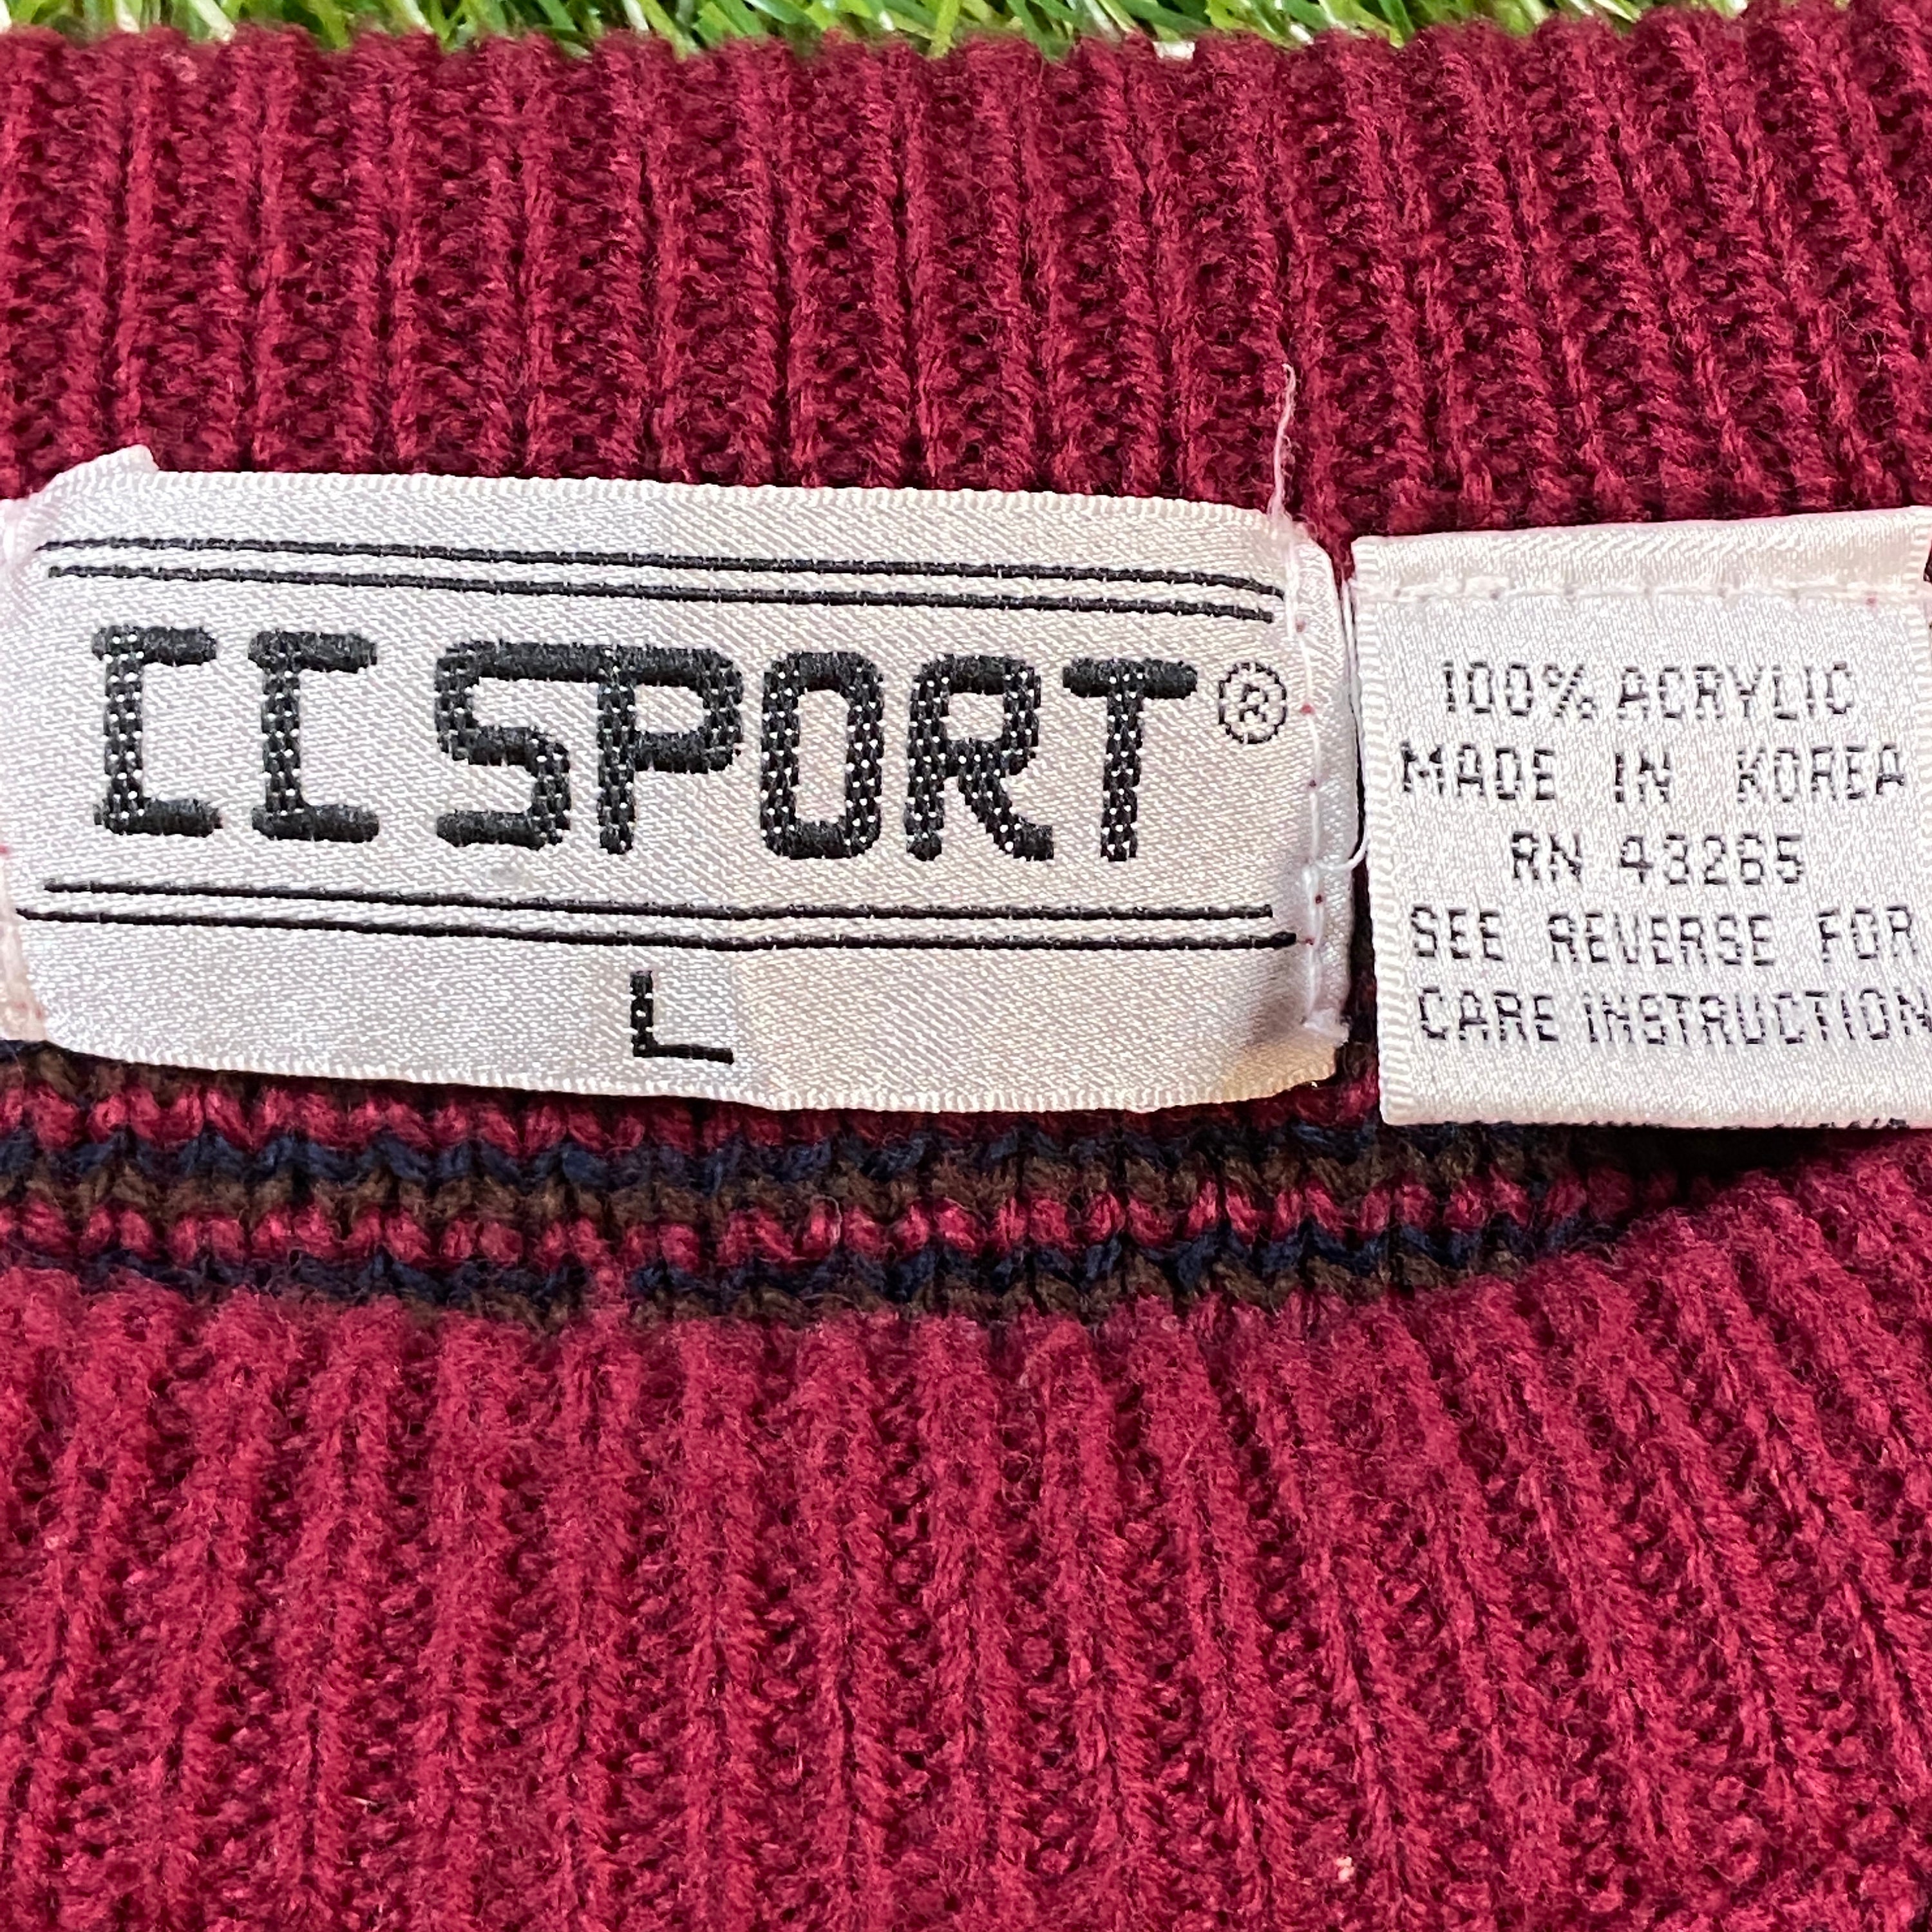 CC SPORT®
L
100% ACRYLIC
MADE IN KOREA
RN 43265
SEE REVERSE FOR
CARE INSTRUCTION